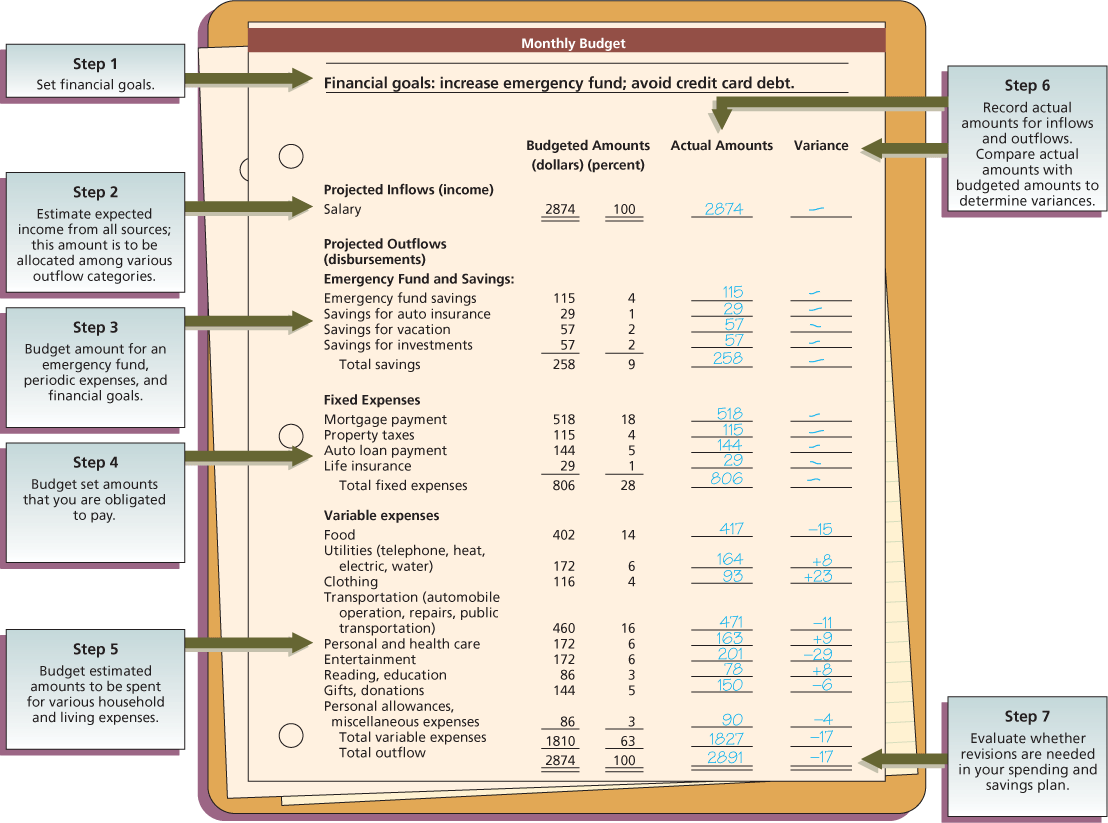 Monthly Budget
Step 1
Set financial goals.
Financial goals: increase emergency fund; avoid credit card debt.
Step 6
Record actual
amounts for inflows
and outflows.
Compare actual
amounts with
budgeted amounts to
determine variances.
Budgeted Amounts Actual Amounts Variance
(dollars) (percent)
Step 2
Estimate expected
income from all sources;
this amount is to be
allocated among various
outflow categories.
Projected Inflows (income)
Salary 2874 100 2874 –
Projected Outflows
(disbursements)
Emergency Fund and Savings:
Emergency fund savings 115 4 115 –
Savings for auto insurance 29 1 29 –
Savings for vacation 57 2 57 –
Savings for investments 57 2 57 –
Total savings 258 9 258 –
Step 3
Budget amount for an
emergency fund,
periodic expenses, and
financial goals.
Fixed Expenses
Mortgage payment 518 18 518 –
Property taxes 115 4 115 –
Auto loan payment 144 5 144 –
Life insurance 29 1 29 –
Total fixed expenses 806 28 806 –
Step 4
Budget set amounts
that you are obligated
to pay.
Variable expenses
Food 402 14 417 –15
Utilities (telephone, heat,
electric, water) 172 6 164 +8
Clothing 116 4 93 +23
Transportation (automobile
operation, repairs, public
transportation) 460 16 471 –11
Personal and health care 172 6 163 +9
Entertainment 172 6 201 –29
Reading, education 86 3 78 +8
Gifts, donations 144 5 150 –6
Personal allowances,
miscellaneous expenses 86 3 90 –4
Total variable expenses 1810 63 1827 –17
Total outflow 2874 100 2891 –17
Step 5
Budget estimated
amounts to be spent
for various household
and living expenses.
Step 7
Evaluate whether
revisions are needed
in your spending and
savings plan.